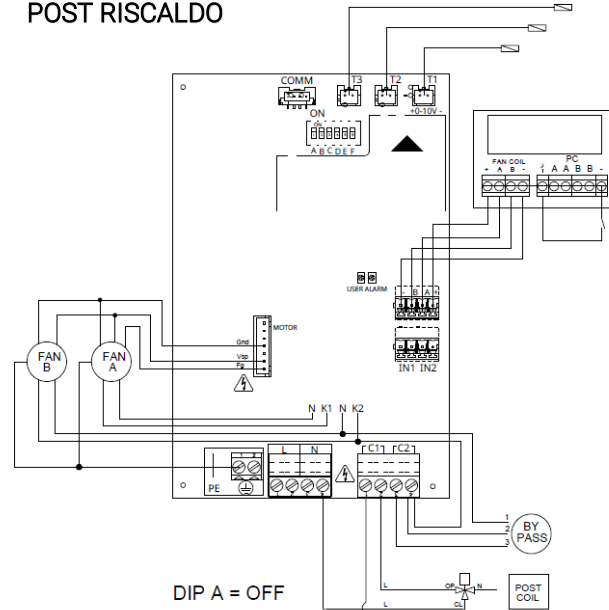 POST RISCALDO
COMM
T3
T2
T1
+0-10V -
ON
ON
A B C D E F
FAN COIL
PC
+ A B -
A A B B -
USER ALARM
- B A +
MOTOR
IN1 IN2
Gnd
Vsp
Fg
FAN
B
FAN
A
N K1 N K2
L N
C1 C2
PE
1
2
3
BY
PASS
L
OP
N
L
CL
POST
COIL
DIP A = OFF